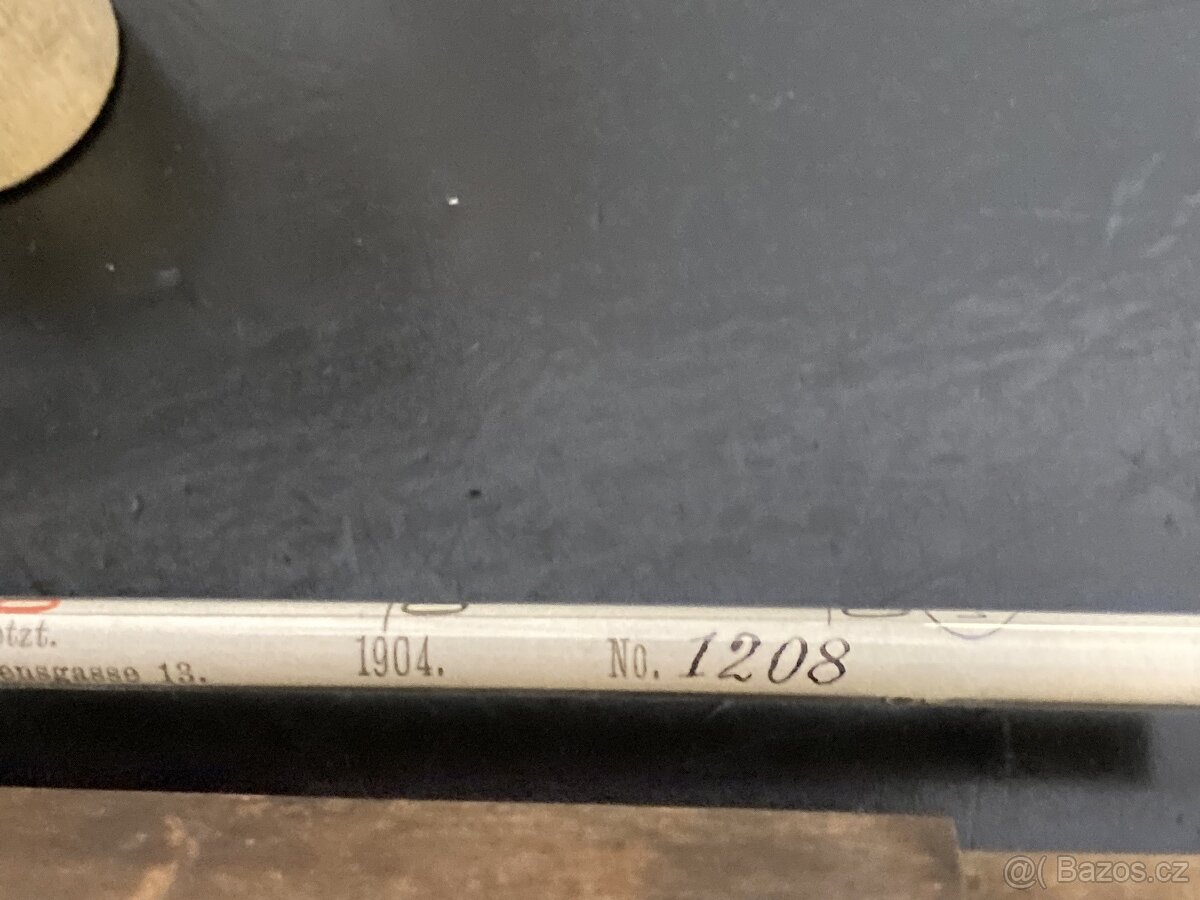 tzt. 1904. No. 1208
ensgasse 13.
@( Bazos.cz